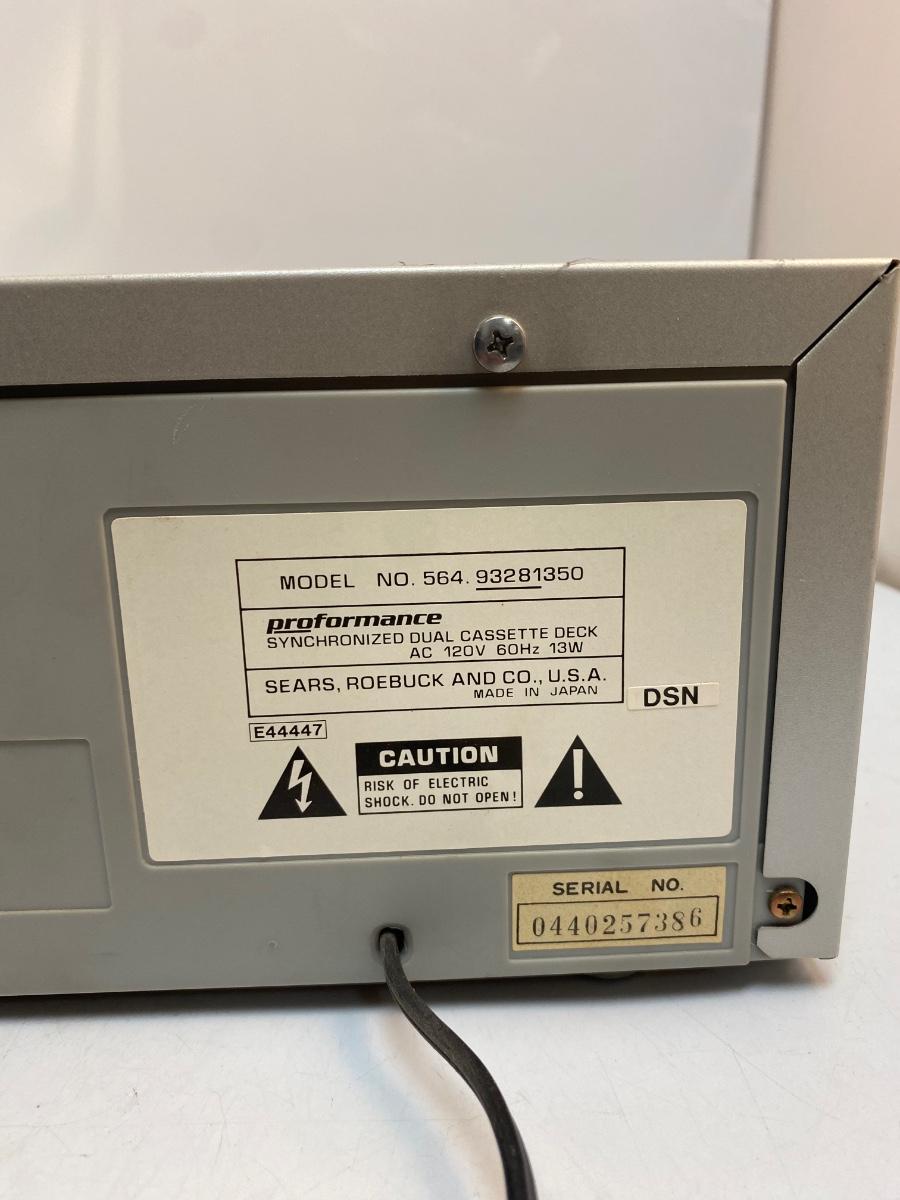 MODEL NO. 564. 93281350
proformance
SYNCHRONIZED DUAL CASSETTE DECK
AC 120V 60Hz 13W
SEARS, ROEBUCK AND CO., U.S.A.
MADE IN JAPAN
DSN
E44447
CAUTION
RISK OF ELECTRIC
SHOCK. DO NOT OPEN!
SERIAL NO.
0440257386